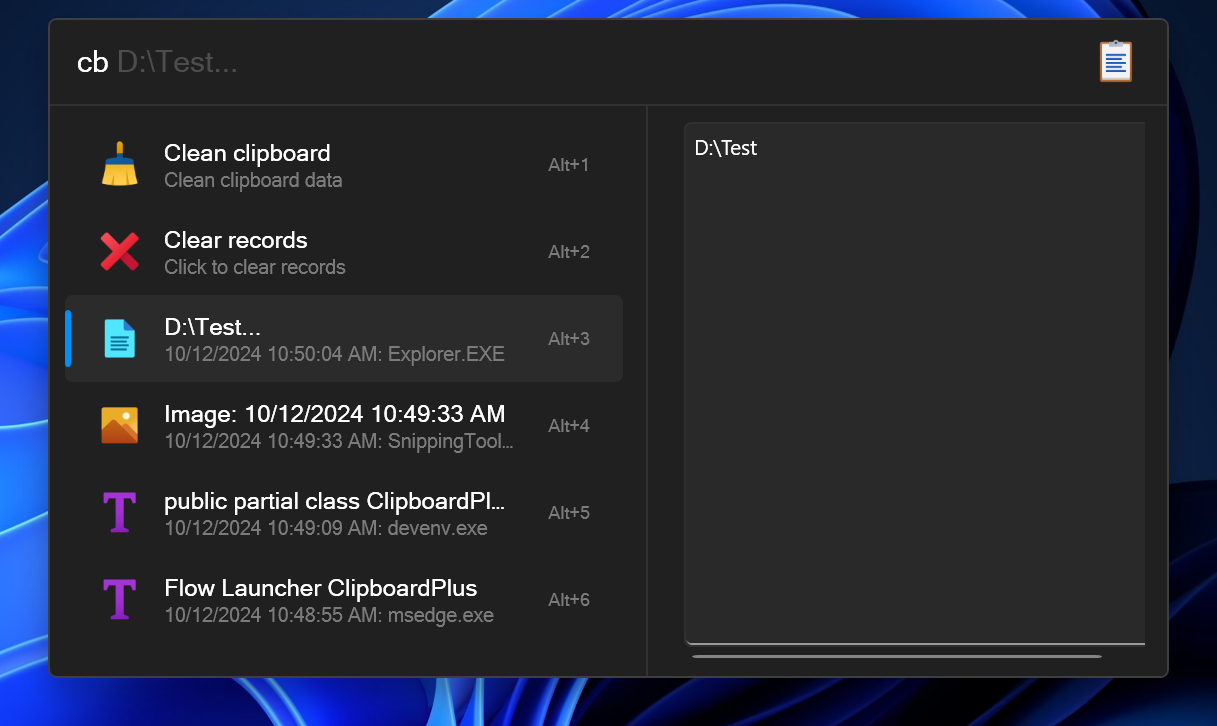 cb D:\Test...
Clean clipboard
Clean clipboard data
Alt+1
Clear records
Click to clear records
Alt+2
D:\Test...
10/12/2024 10:50:04 AM: Explorer.EXE
Alt+3
Image: 10/12/2024 10:49:33 AM
10/12/2024 10:49:33 AM: SnippingTool...
Alt+4
public partial class ClipboardPl...
10/12/2024 10:49:09 AM: devenv.exe
Alt+5
Flow Launcher ClipboardPlus
10/12/2024 10:48:55 AM: msedge.exe
Alt+6
D:\Test